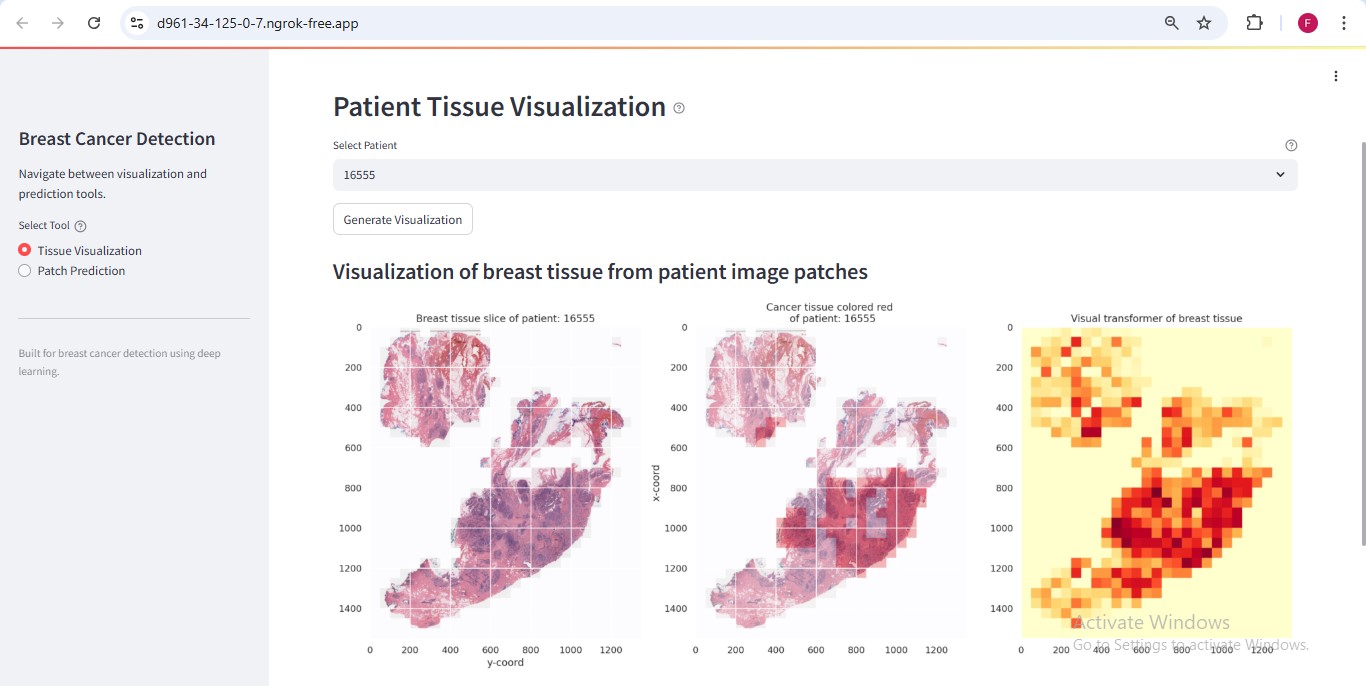 d961-34-125-0-7.ngrok-free.app
F
Breast Cancer Detection
Navigate between visualization and
prediction tools.
Select Tool
Tissue Visualization
Patch Prediction
Built for breast cancer detection using deep
learning.
Patient Tissue Visualization
Select Patient
16555
Generate Visualization
Visualization of breast tissue from patient image patches
Breast tissue slice of patient: 16555
0
200
400
600
800
1000
1200
1400
0 200 400 600 800 1000 1200
y-coord
Cancer tissue colored red
of patient: 16555
x-coord
0
200
400
600
800
1000
1200
1400
0 200 400 600 800 1000 1200
Visual transformer of breast tissue
0
200
400
600
800
1000
1200
1400
0 200 400 600 800 1000 1200
Activate Windows
Go to Settings to activate Windows.